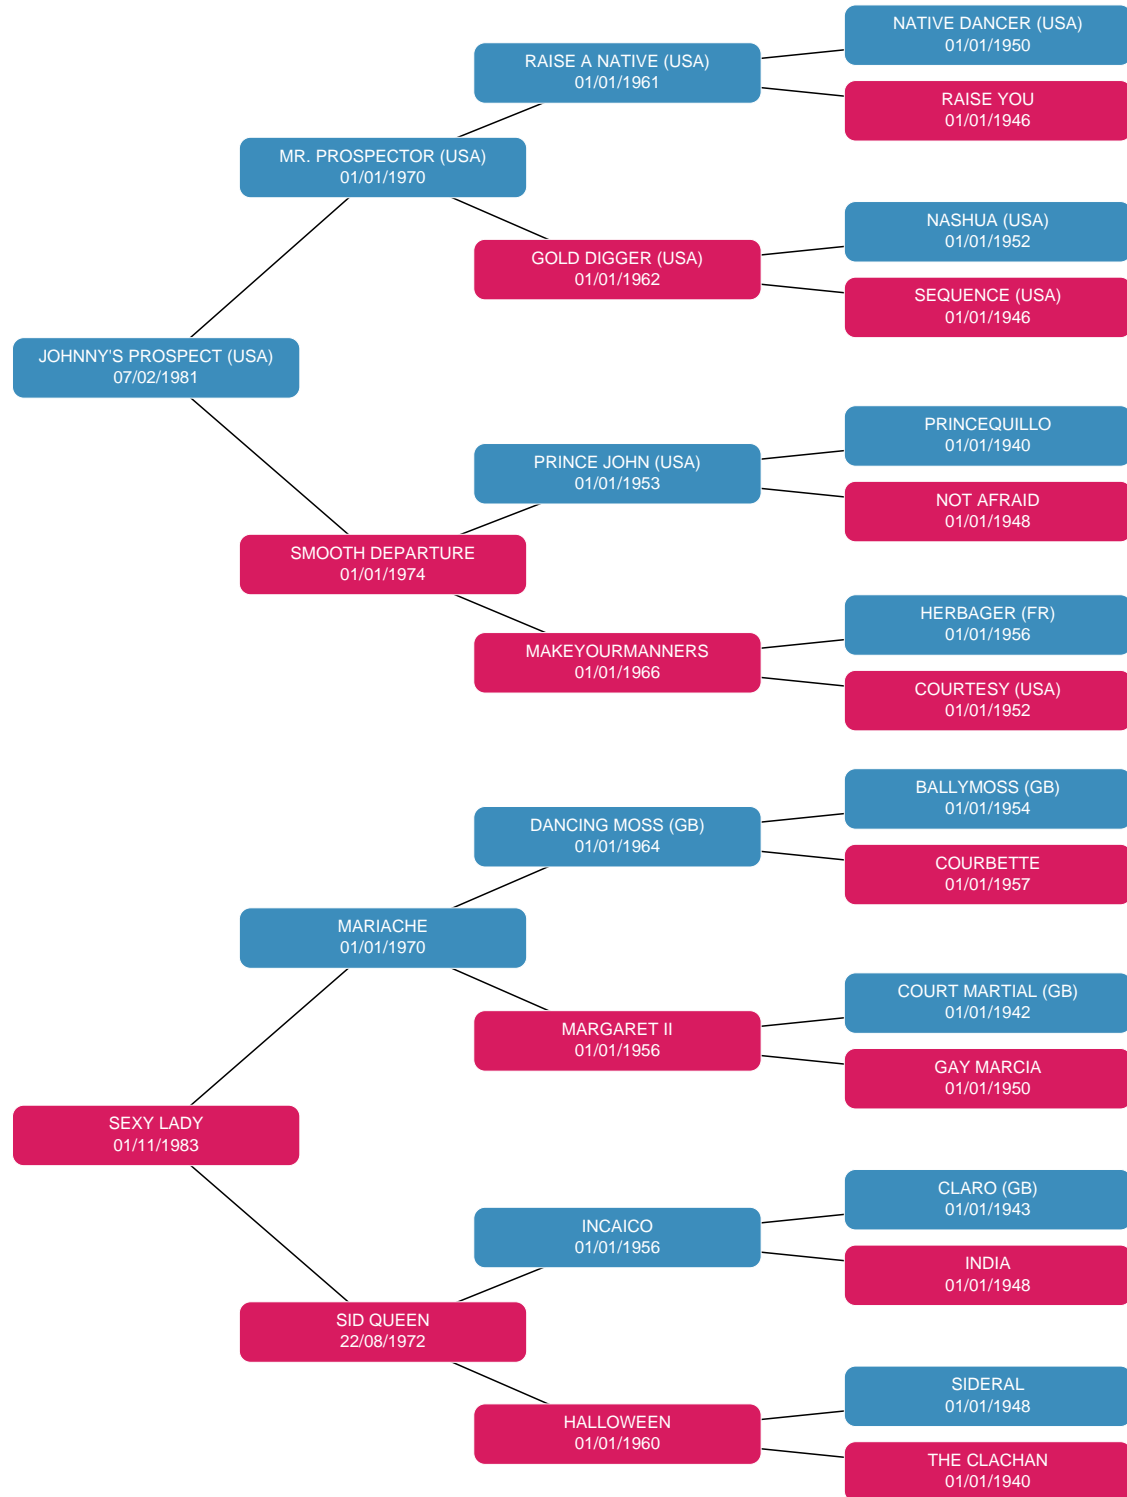 NATIVE DANCER (USA)
01/01/1950
RAISE A NATIVE (USA)
01/01/1961
RAISE YOU
01/01/1946
MR. PROSPECTOR (USA)
01/01/1970
NASHUA (USA)
01/01/1952
GOLD DIGGER (USA)
01/01/1962
SEQUENCE (USA)
01/01/1946
JOHNNY'S PROSPECT (USA)
07/02/1981
PRINCEQUILLO
01/01/1940
PRINCE JOHN (USA)
01/01/1953
NOT AFRAID
01/01/1948
SMOOTH DEPARTURE
01/01/1974
HERBAGER (FR)
01/01/1956
MAKEYOURMANNERS
01/01/1966
COURTESY (USA)
01/01/1952
BALLYMOSS (GB)
01/01/1954
DANCING MOSS (GB)
01/01/1964
COURBETTE
01/01/1957
MARIACHE
01/01/1970
COURT MARTIAL (GB)
01/01/1942
MARGARET II
01/01/1956
GAY MARCIA
01/01/1950
SEXY LADY
01/11/1983
CLARO (GB)
01/01/1943
INCAICO
01/01/1956
INDIA
01/01/1948
SID QUEEN
22/08/1972
SIDERAL
01/01/1948
HALLOWEEN
01/01/1960
THE CLACHAN
01/01/1940